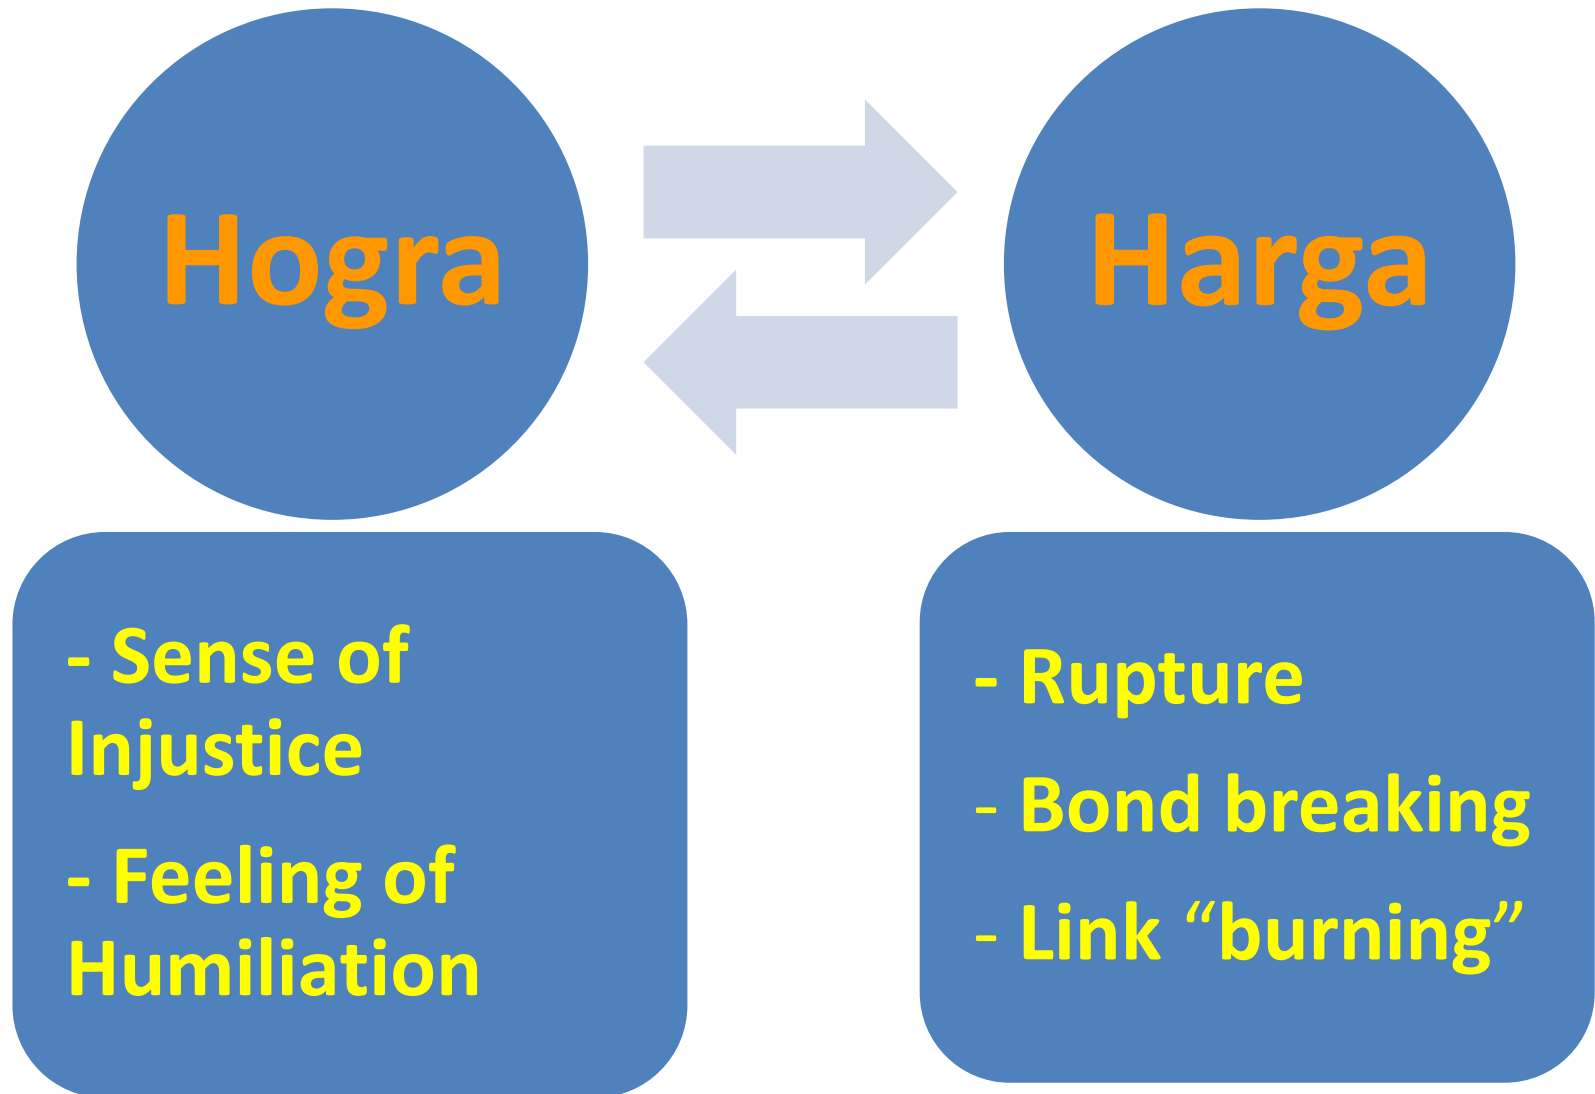 Hogra
Harga
- Sense of
Injustice
- Feeling of
Humiliation
- Rupture
- Bond breaking
- Link “burning”